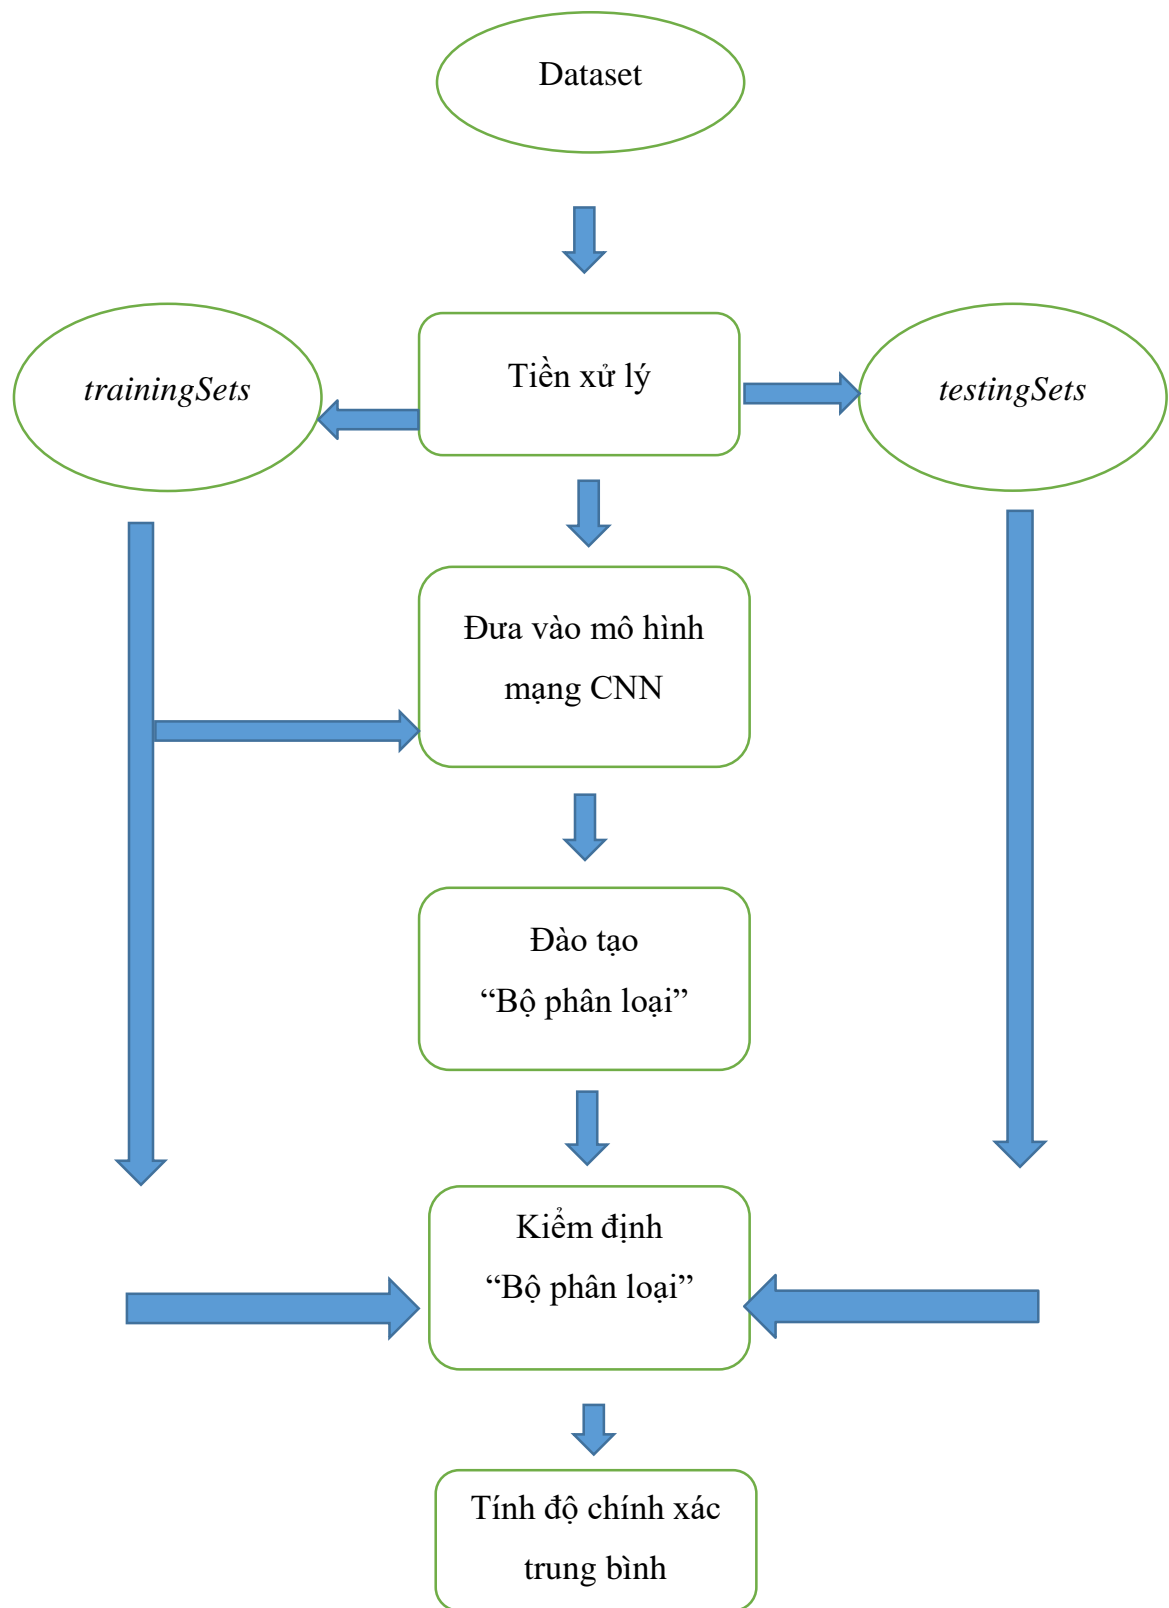 Dataset
trainingSets
Tiền xử lý
testingSets
Đưa vào mô hình
mạng CNN
Đào tạo
“Bộ phân loại”
Kiểm định
“Bộ phân loại”
Tính độ chính xác
trung bình